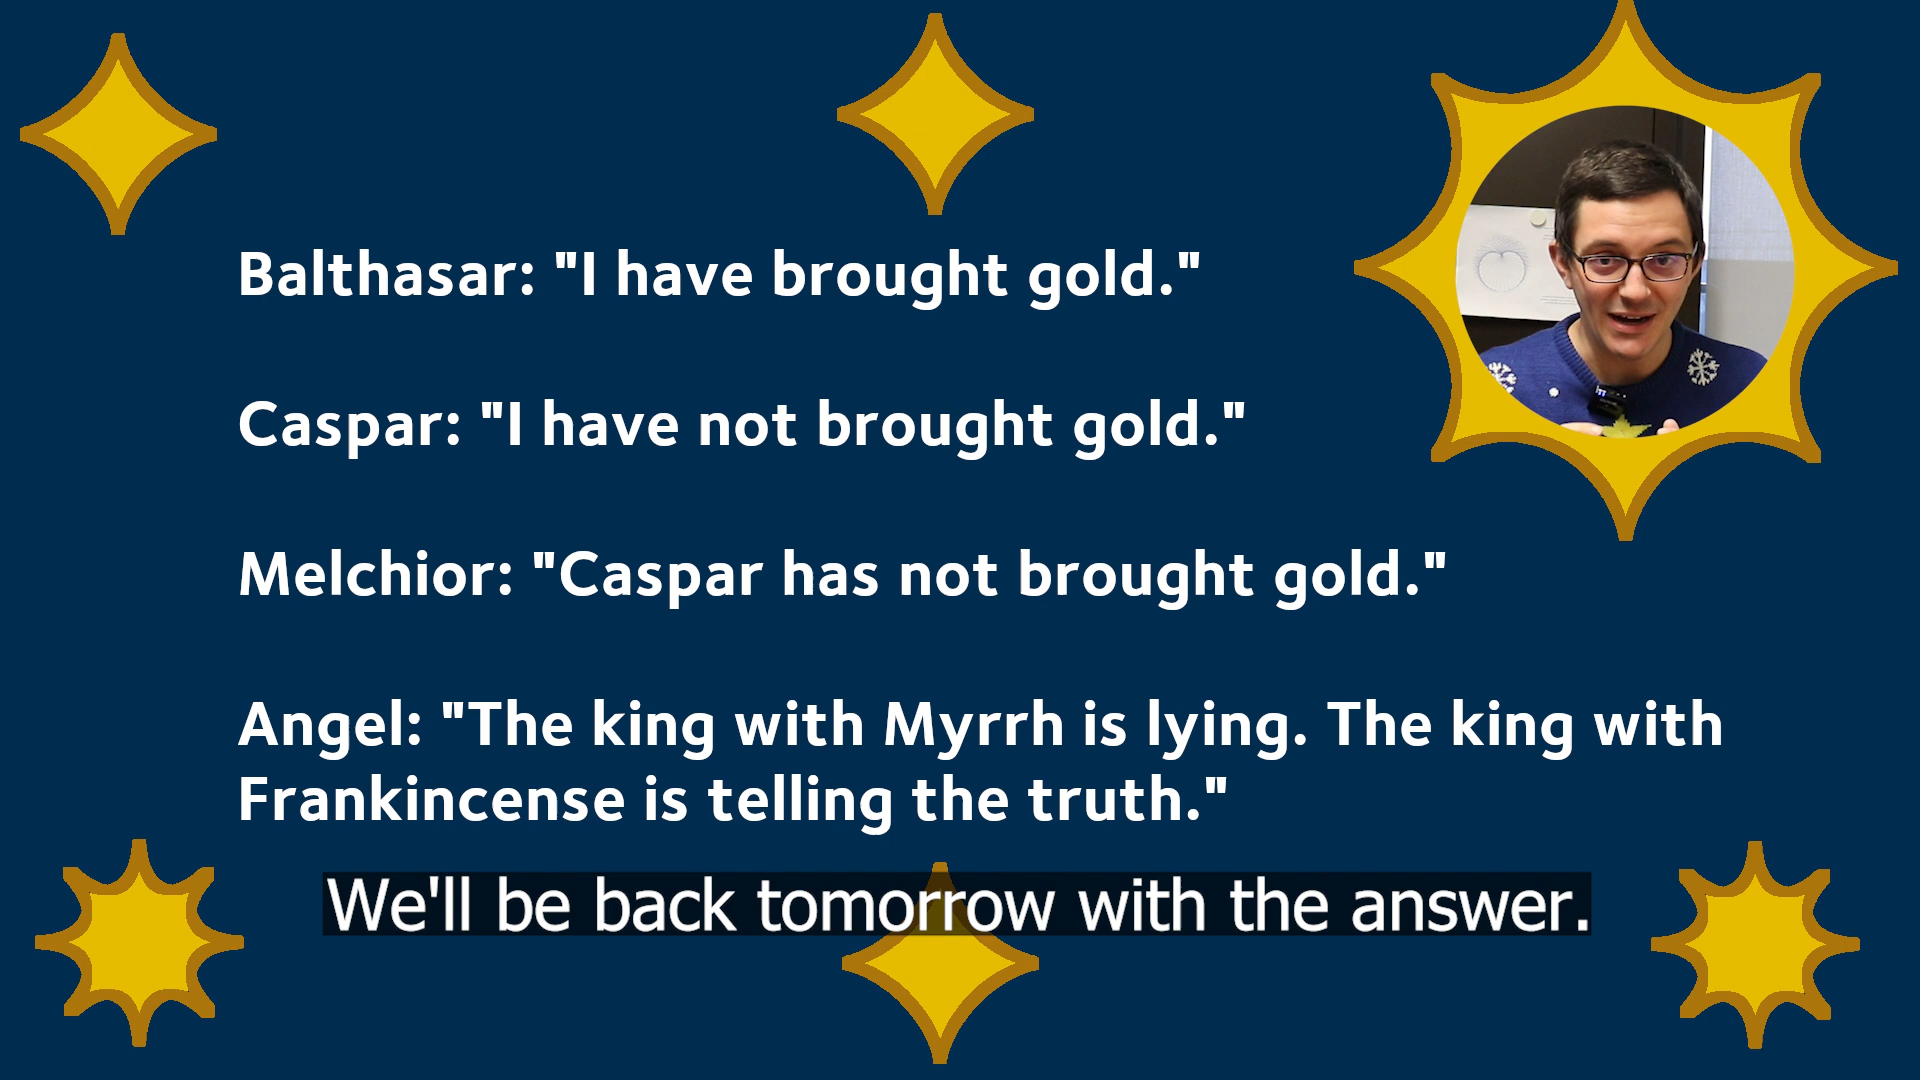 Balthasar: "I have brought gold."
Caspar: "I have not brought gold."
Melchior: "Caspar has not brought gold."
Angel: "The king with Myrrh is lying. The king with
Frankincense is telling the truth."
We'll be back tomorrow with the answer.